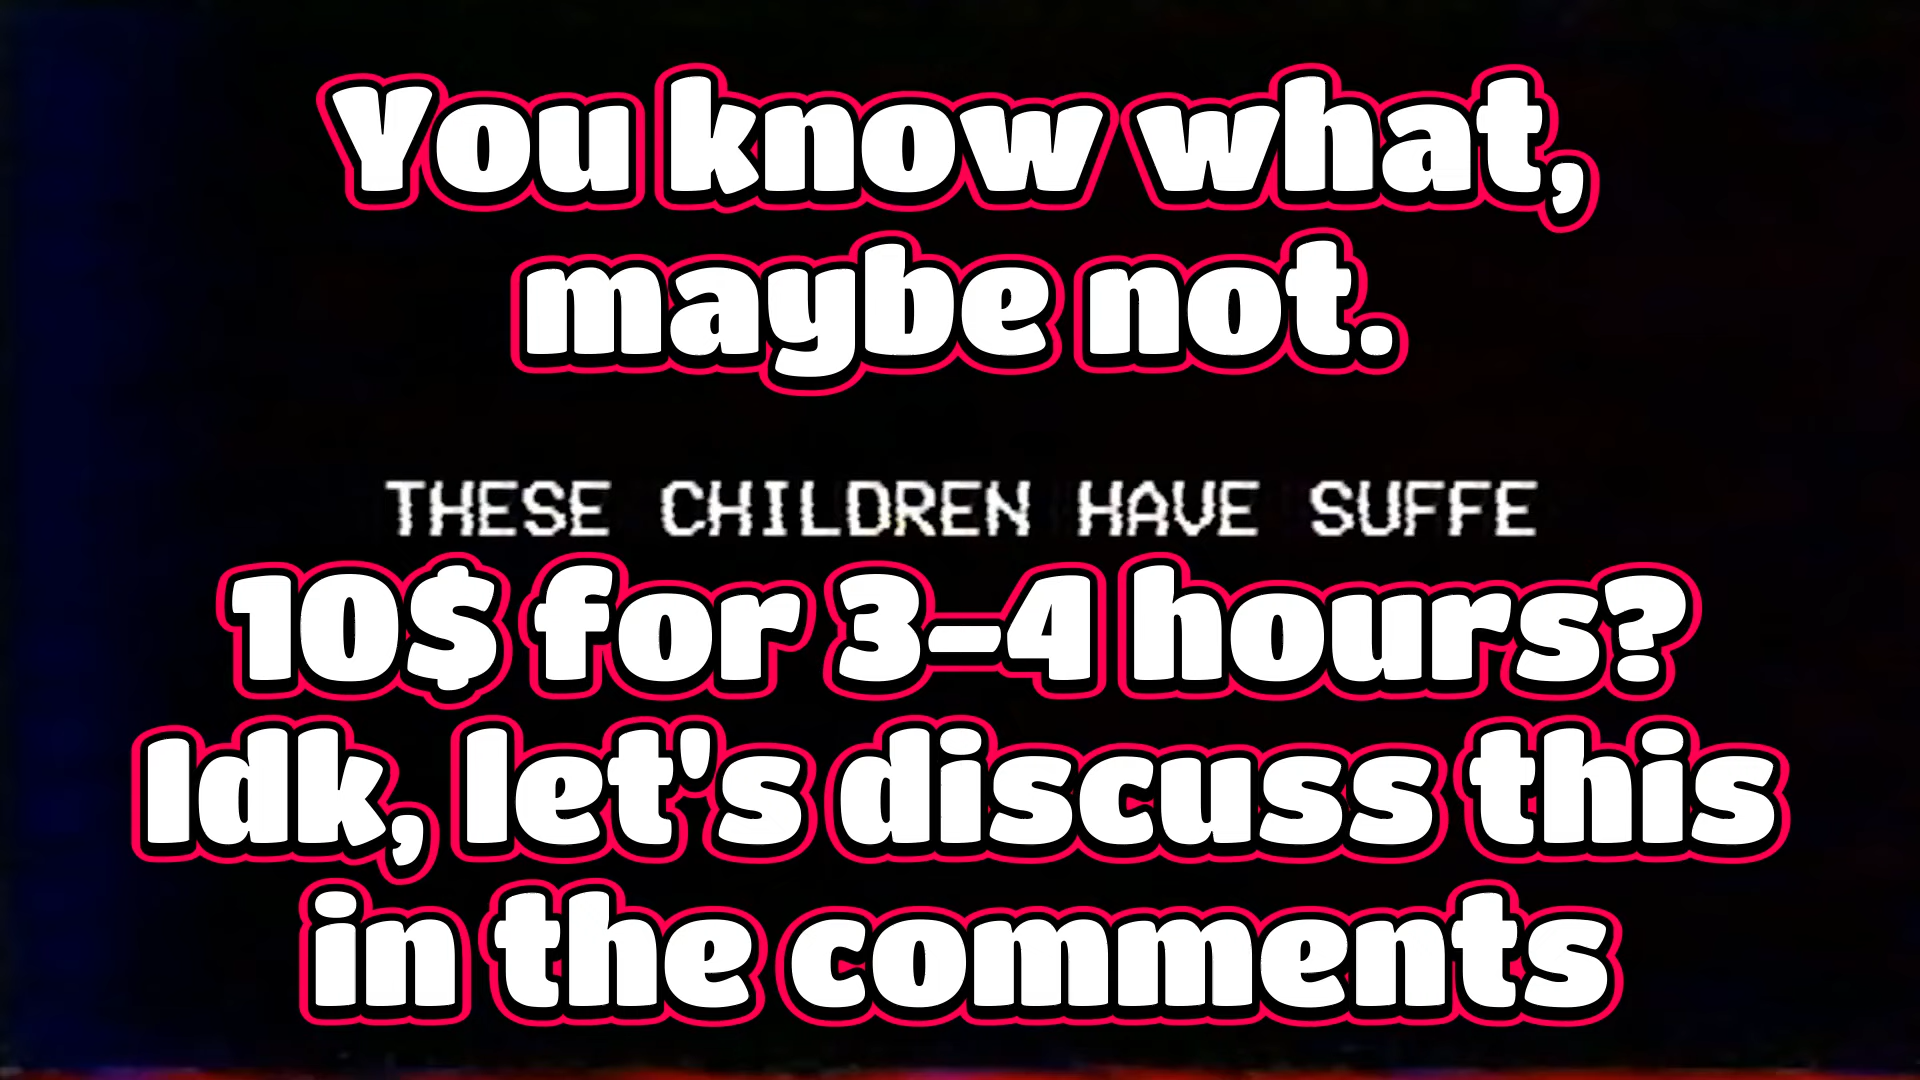 You know what,
maybe not.
THESE CHILDREN HAVE SUFFE
10$ for 3-4 hours?
Idk, let's discuss this
in the comments